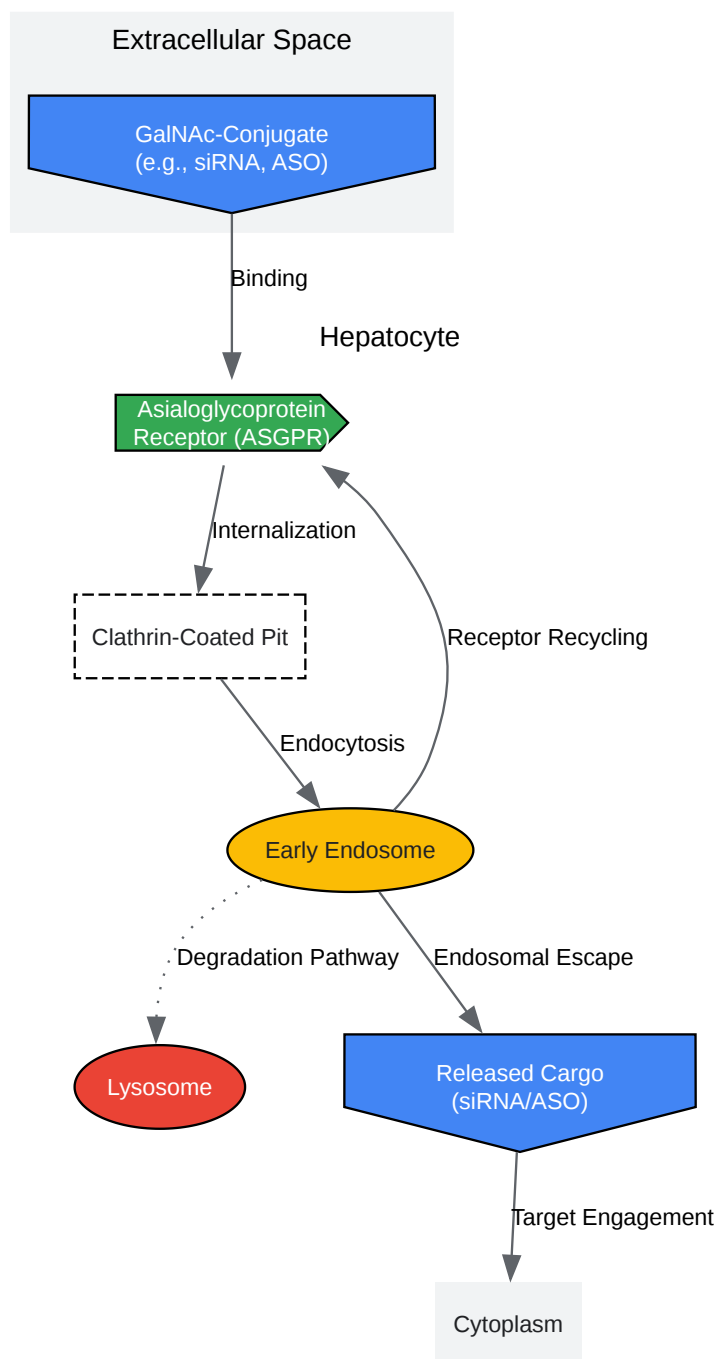 Extracellular Space
GalNAc-Conjugate
(e.g., siRNA, ASO)
Binding
Hepatocyte
Asialoglycoprotein
Receptor (ASGPR)
Internalization
Clathrin-Coated Pit
Receptor Recycling
Endocytosis
Early Endosome
Degradation Pathway
Endosomal Escape
Released Cargo
(siRNA/ASO)
Lysosome
Target Engagement
Cytoplasm